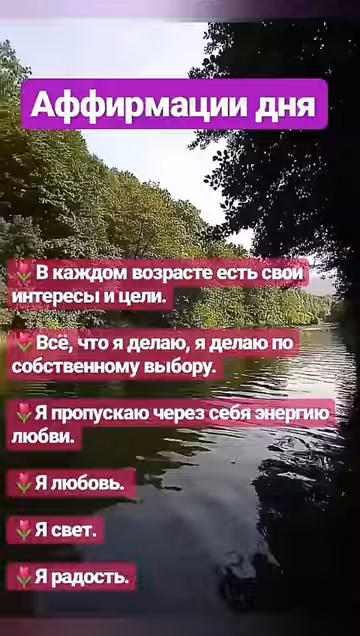 Аффирмации дня
🌷В каждом возрасте есть свои
интересы и цели.
🌷Всё, что я делаю, я делаю по
собственному выбору.
🌷Я пропускаю через себя энергию
любви.
🌷Я любовь.
🌷Я свет.
🌷Я радость.